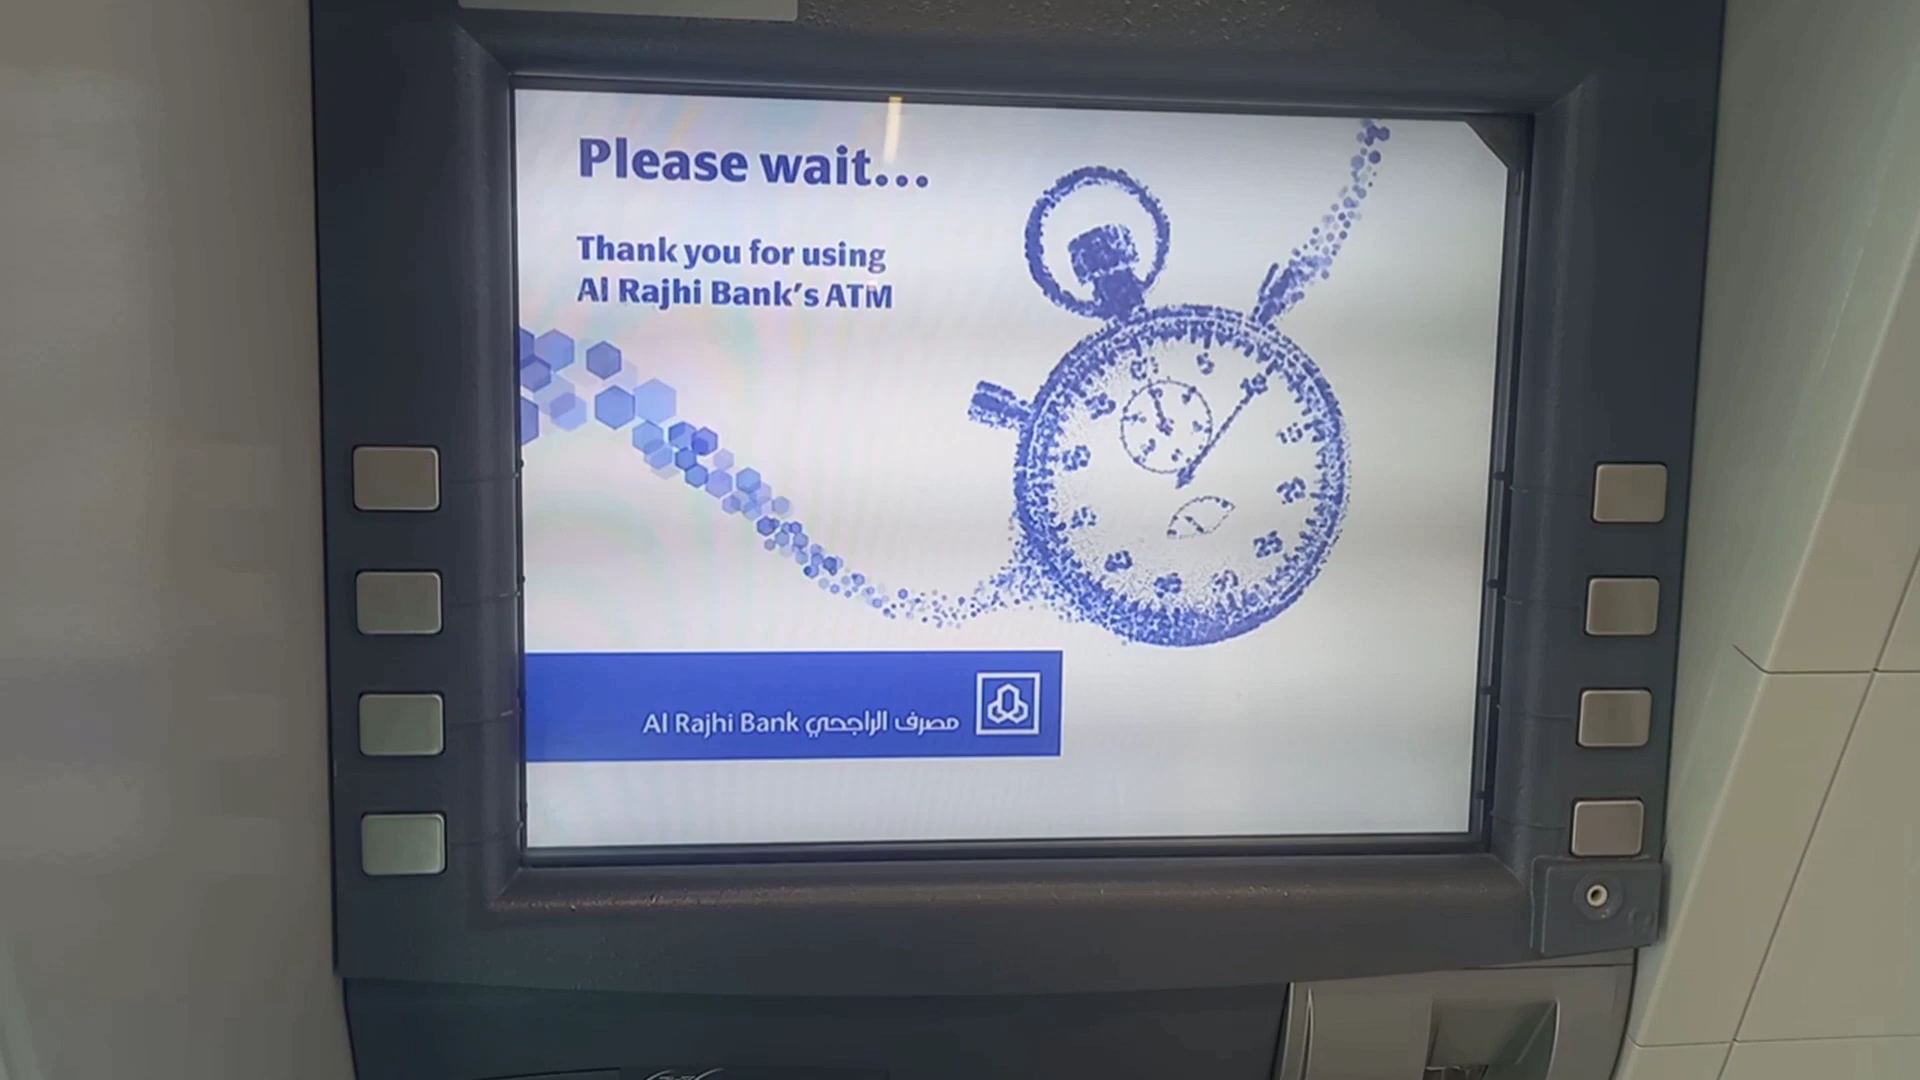 Please wait...
Thank you for using
Al Rajhi Bank's ATM
Al Rajhi Bank مصرف الراجحي